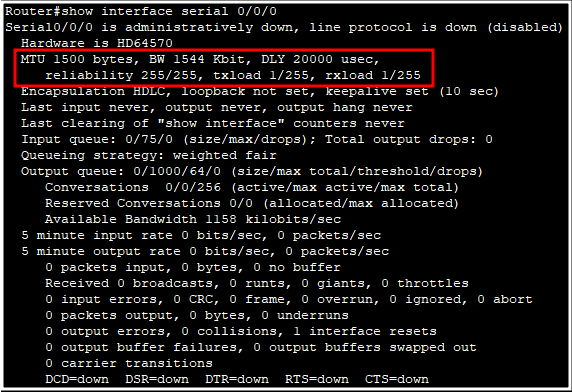 Router#show interface serial 0/0/0
Serial0/0/0 is administratively down, line protocol is down (disabled)
Hardware is HD64570
MTU 1500 bytes, BW 1544 Kbit, DLY 20000 usec,
reliability 255/255, txload 1/255, rxload 1/255
Encapsulation HDLC, loopback not set, keepalive set (10 sec)
Last input never, output never, output hang never
Last clearing of "show interface" counters never
Input queue: 0/75/0 (size/max/drops); Total output drops: 0
Queueing strategy: weighted fair
Output queue: 0/1000/64/0 (size/max total/threshold/drops)
Conversations  0/0/256 (active/max active/max total)
Reserved Conversations 0/0 (allocated/max allocated)
Available Bandwidth 1158 kilobits/sec
5 minute input rate 0 bits/sec, 0 packets/sec
5 minute output rate 0 bits/sec, 0 packets/sec
0 packets input, 0 bytes, 0 no buffer
Received 0 broadcasts, 0 runts, 0 giants, 0 throttles
0 input errors, 0 CRC, 0 frame, 0 overrun, 0 ignored, 0 abort
0 packets output, 0 bytes, 0 underruns
0 output errors, 0 collisions, 1 interface resets
0 output buffer failures, 0 output buffers swapped out
0 carrier transitions
DCD=down  DSR=down  DTR=down  RTS=down  CTS=down